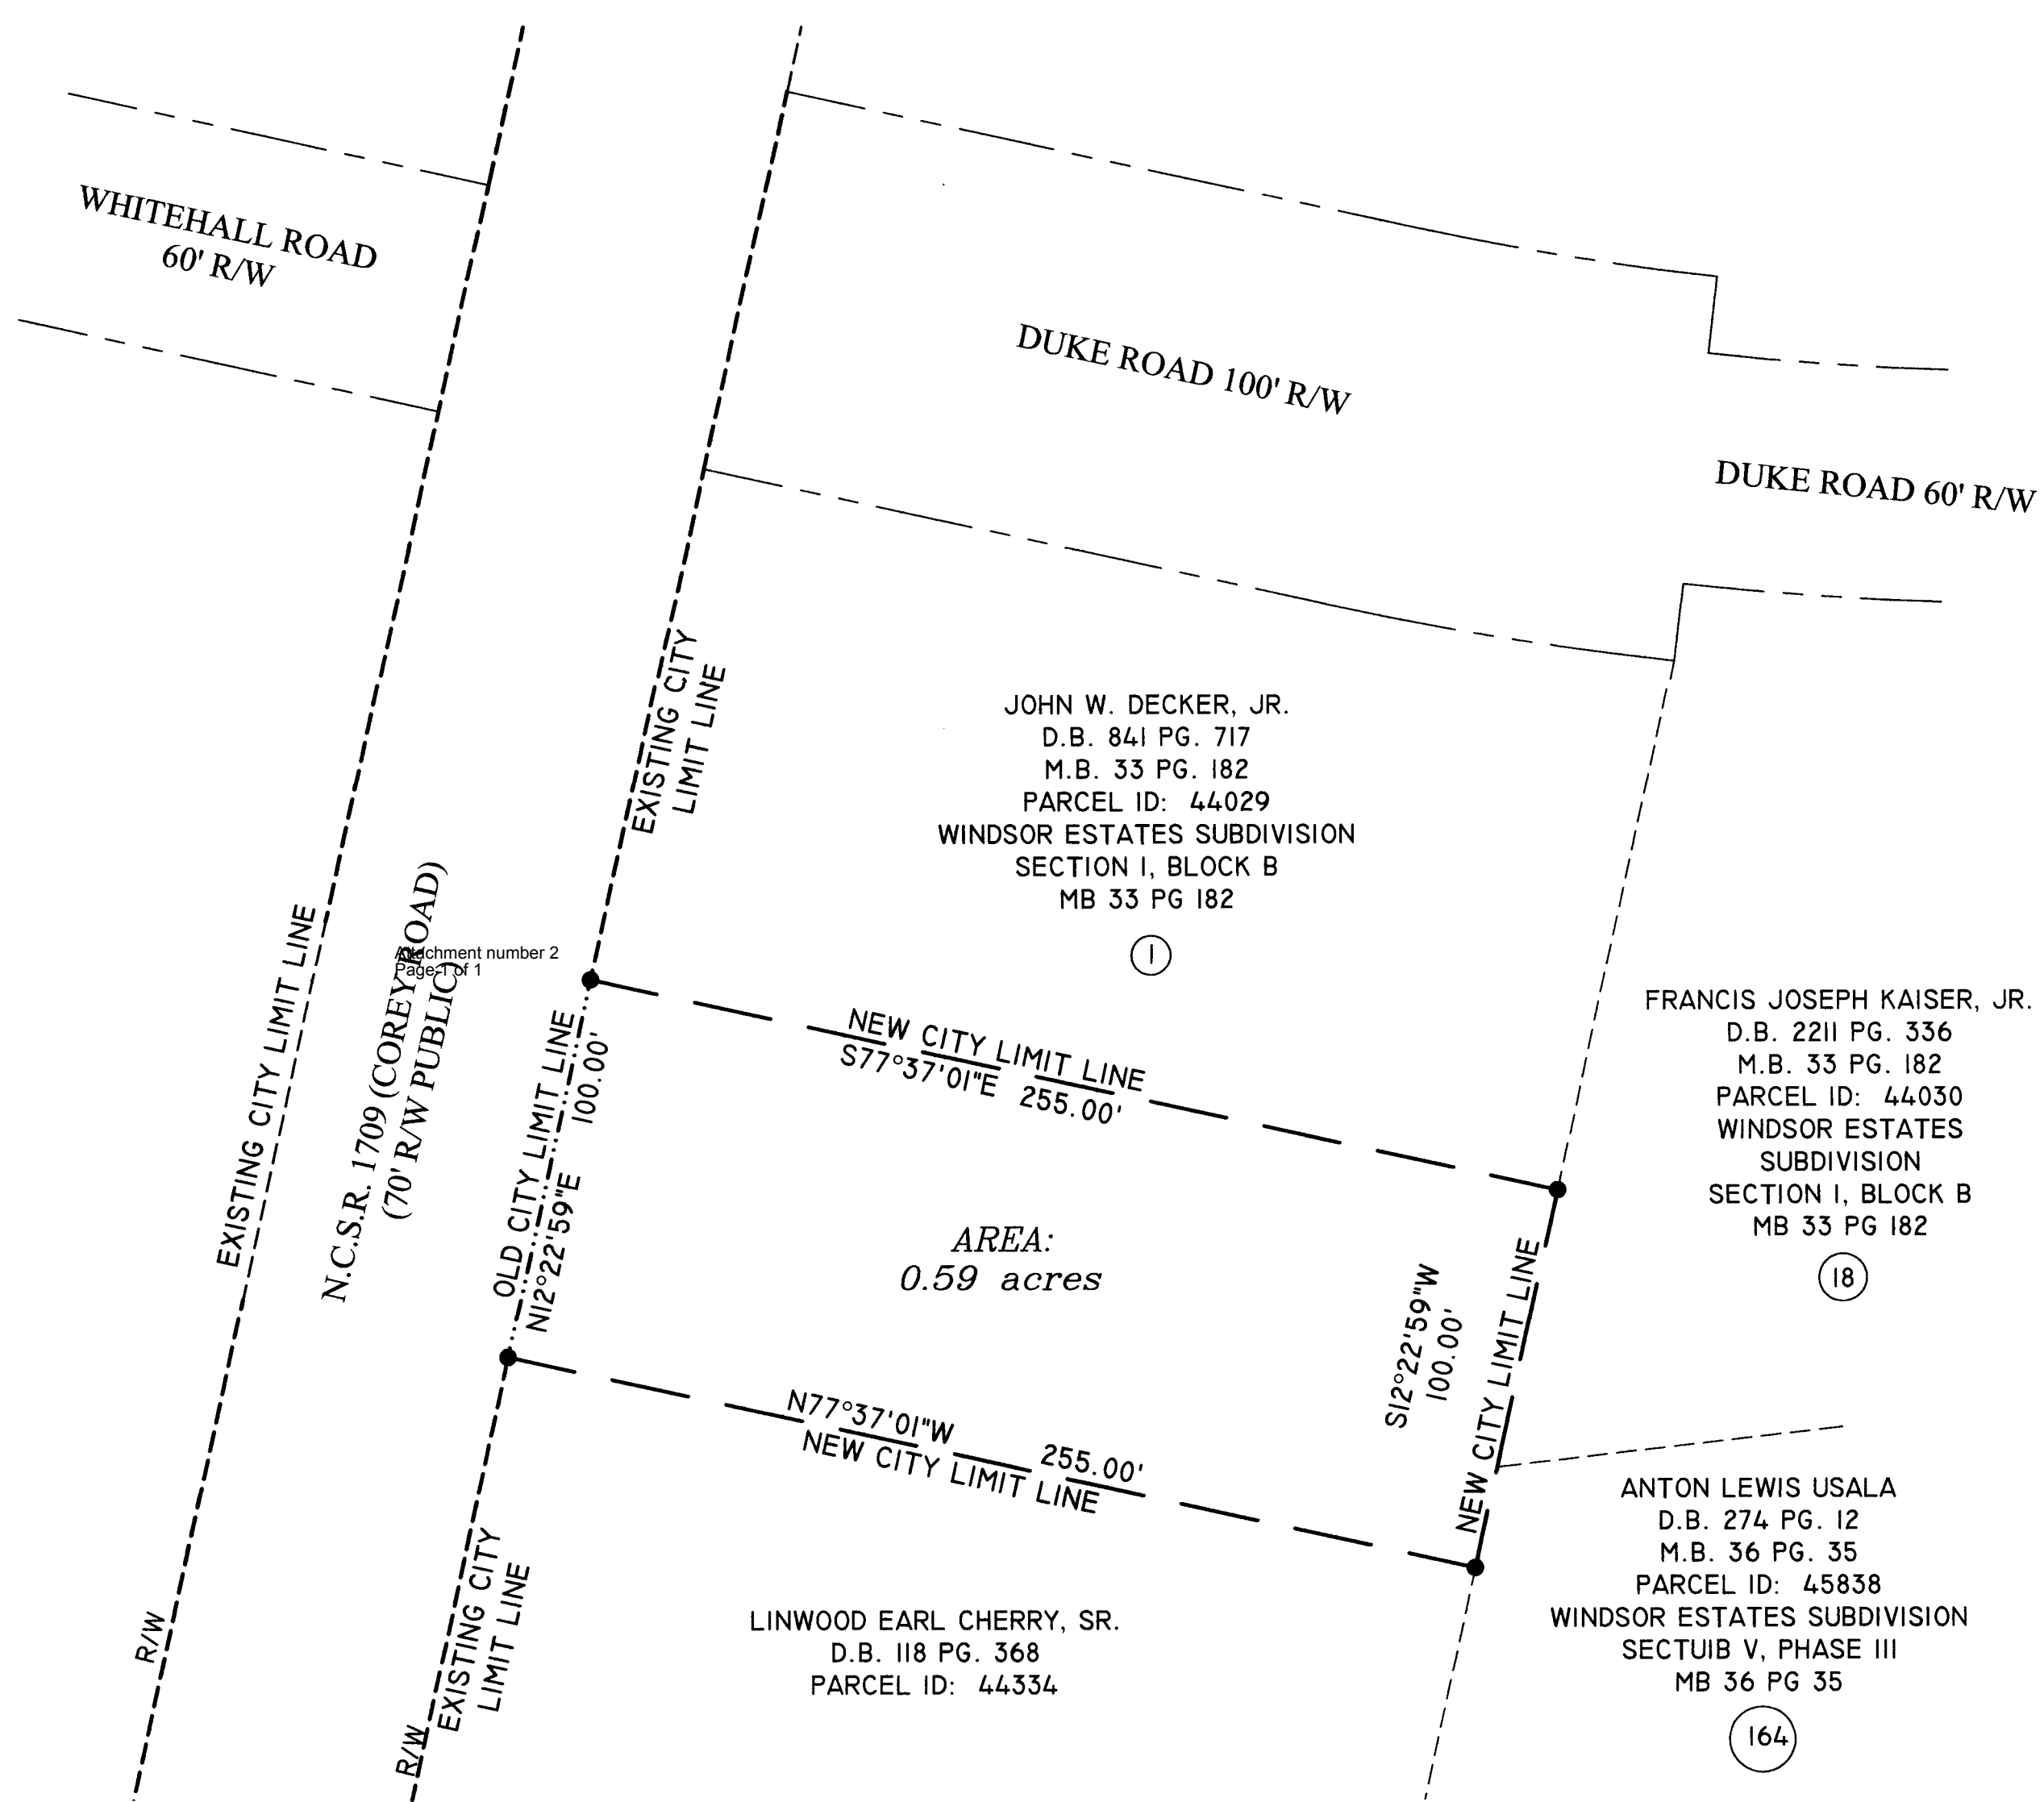 WHITEHALL ROAD
60' R/W
DUKE ROAD 100' R/W
DUKE ROAD 60' R/W
EXISTING CITY
LIMIT LINE
JOHN W. DECKER, JR.
D.B. 841 PG. 717
M.B. 33 PG. 182
PARCEL ID: 44029
WINDSOR ESTATES SUBDIVISION
SECTION I, BLOCK B
MB 33 PG 182
1
EXISTING CITY LIMIT LINE
N.C.S.R. 1709 (COREY ROAD)
(70' R/W PUBLIC)
Attachment number 2
Page 1 of 1
OLD CITY LIMIT LINE
N12°22'59"E 100.00'
NEW CITY LIMIT LINE
S77°37'01"E 255.00'
FRANCIS JOSEPH KAISER, JR.
D.B. 2211 PG. 336
M.B. 33 PG. 182
PARCEL ID: 44030
WINDSOR ESTATES
SUBDIVISION
SECTION I, BLOCK B
MB 33 PG 182
18
AREA:
0.59 acres
S12°22'59"W
100.00'
NEW CITY LIMIT LINE
N77°37'01"W 255.00'
NEW CITY LIMIT LINE
ANTON LEWIS USALA
D.B. 274 PG. 12
M.B. 36 PG. 35
PARCEL ID: 45838
WINDSOR ESTATES SUBDIVISION
SECTUIB V, PHASE III
MB 36 PG 35
164
LINWOOD EARL CHERRY, SR.
D.B. 118 PG. 368
PARCEL ID: 44334
EXISTING CITY
LIMIT LINE
R/W
R/W